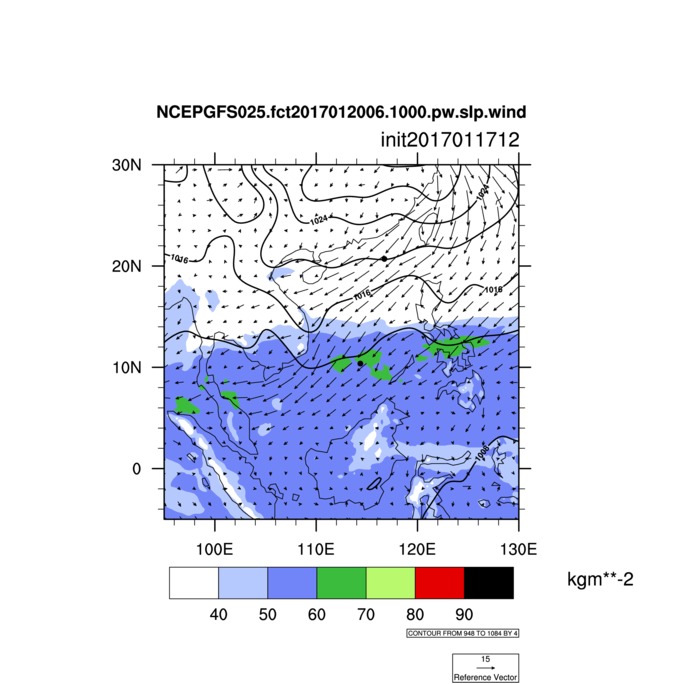 NCEPGFS025.fct2017012006.1000.pw.slp.wind
init2017011712
30N
20N
10N
0
1024
1024
1016
1016
1016
1008
100E 110E 120E 130E
40 50 60 70 80 90
kgm**-2
CONTOUR FROM 948 TO 1084 BY 4
15
Reference Vector